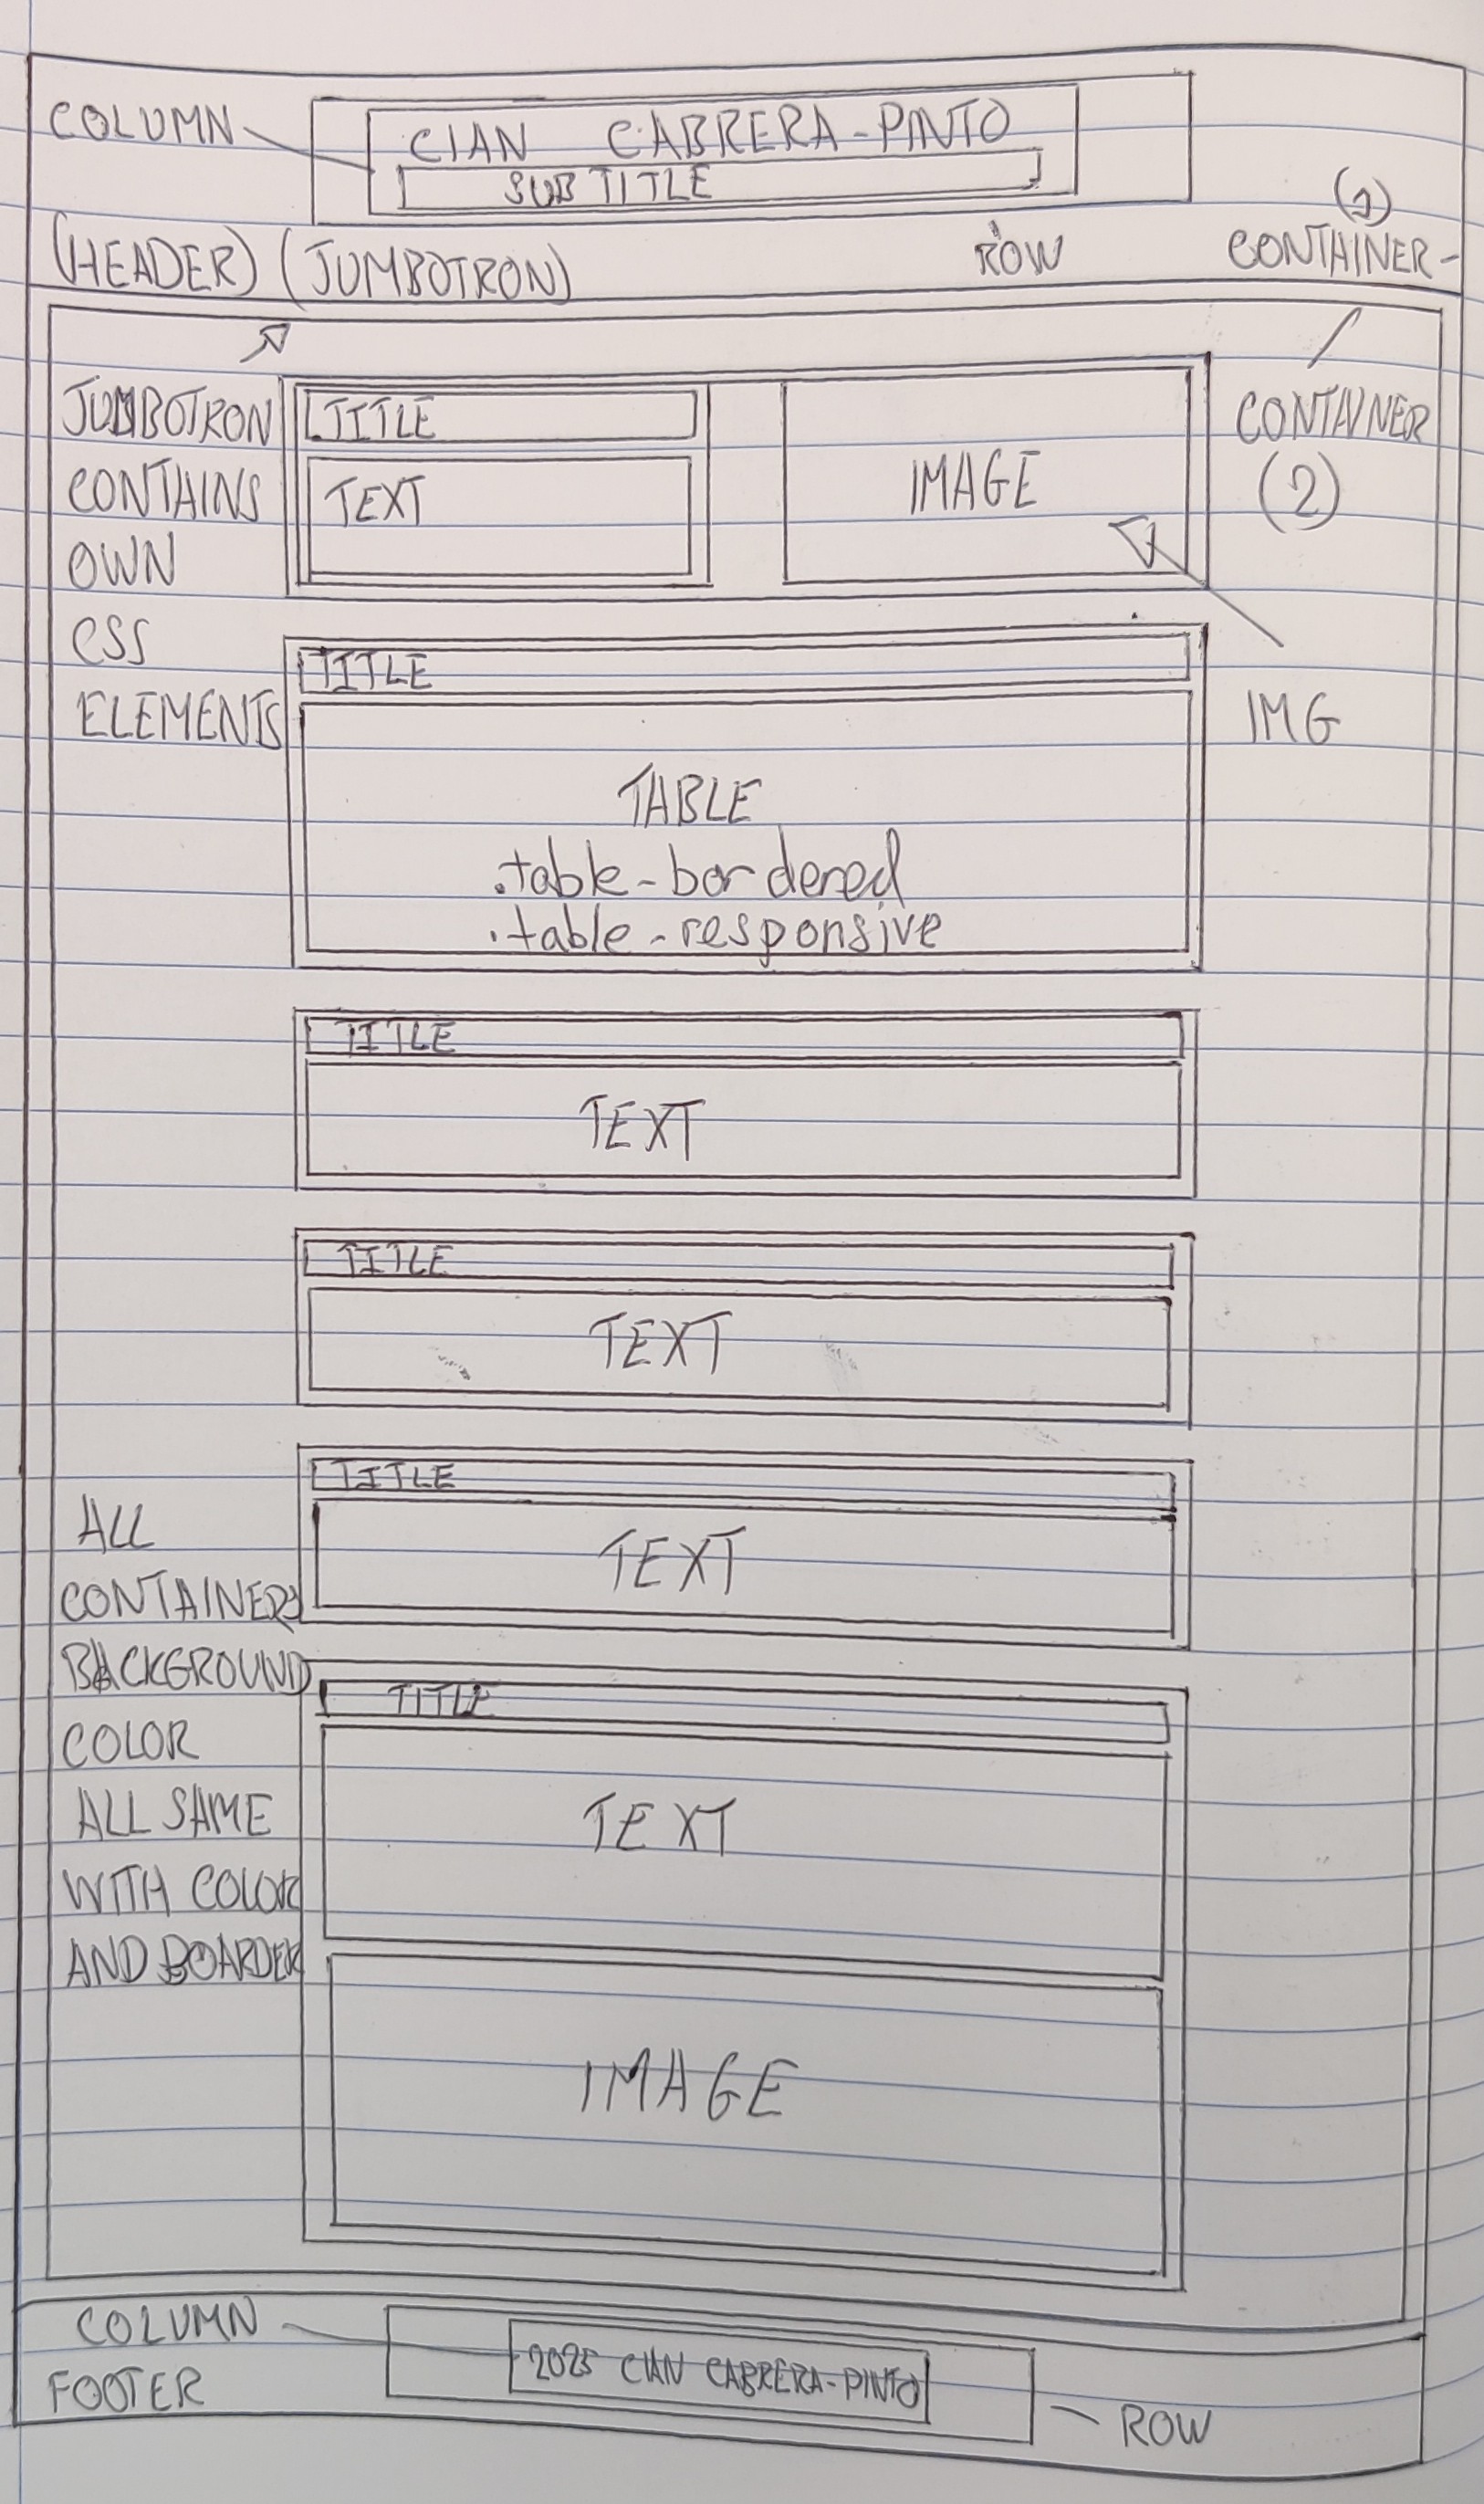 COLUMN
CIAN CABRERA-PINTO
SUBTITLE
(1)
(HEADER) (JUMBOTRON)
ROW
CONTAINER-
JUMBOTRON
CONTAINS
OWN
CSS
ELEMENTS
TITLE
TEXT
IMAGE
CONTAINER
(2)
IMG
TITLE
TABLE
.table-bordered
.table-responsive
TITLE
TEXT
TITLE
TEXT
TITLE
TEXT
ALL
CONTAINERS
BACKGROUND
COLOR
ALL SAME
WITH COLOR
AND BOARDER
TITLE
TEXT
IMAGE
COLUMN
FOOTER
2025 CIAN CABRERA-PINTO
ROW